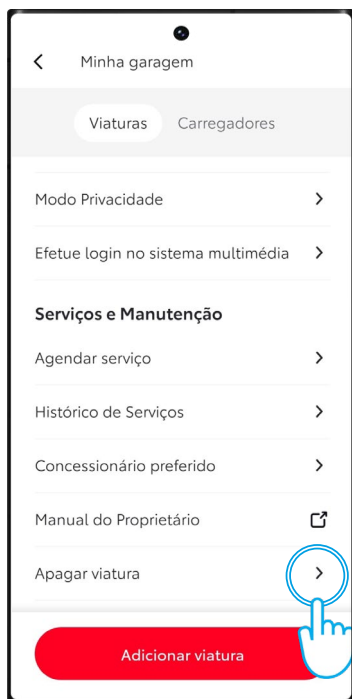 Minha garagem
Viaturas Carregadores
Modo Privacidade
Efetue login no sistema multimédia
Serviços e Manutenção
Agendar serviço
Histórico de Serviços
Concessionário preferido
Manual do Proprietário
Apagar viatura
Adicionar viatura